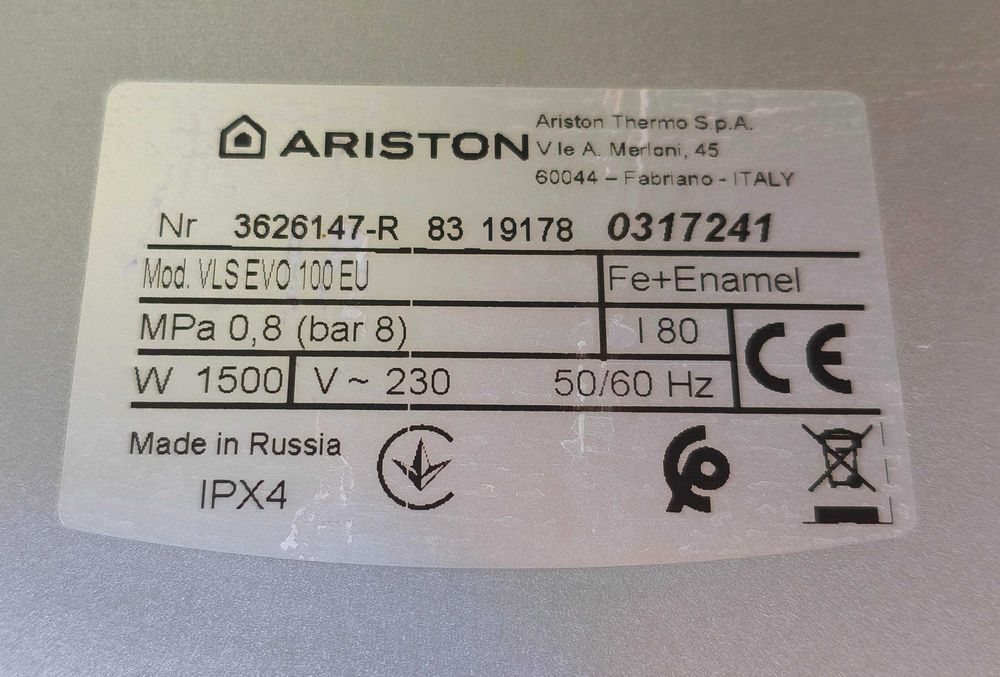 ARISTON
Ariston Thermo S.p.A.
V.le A. Merloni, 45
60044 – Fabriano - ITALY
Nr 3626147-R 83 19178 0317241
Mod. VLS EVO 100 EU Fe+Enamel
MPa 0,8 (bar 8) l 80
W 1500 V ~ 230 50/60 Hz
CE
Made in Russia
IPX4